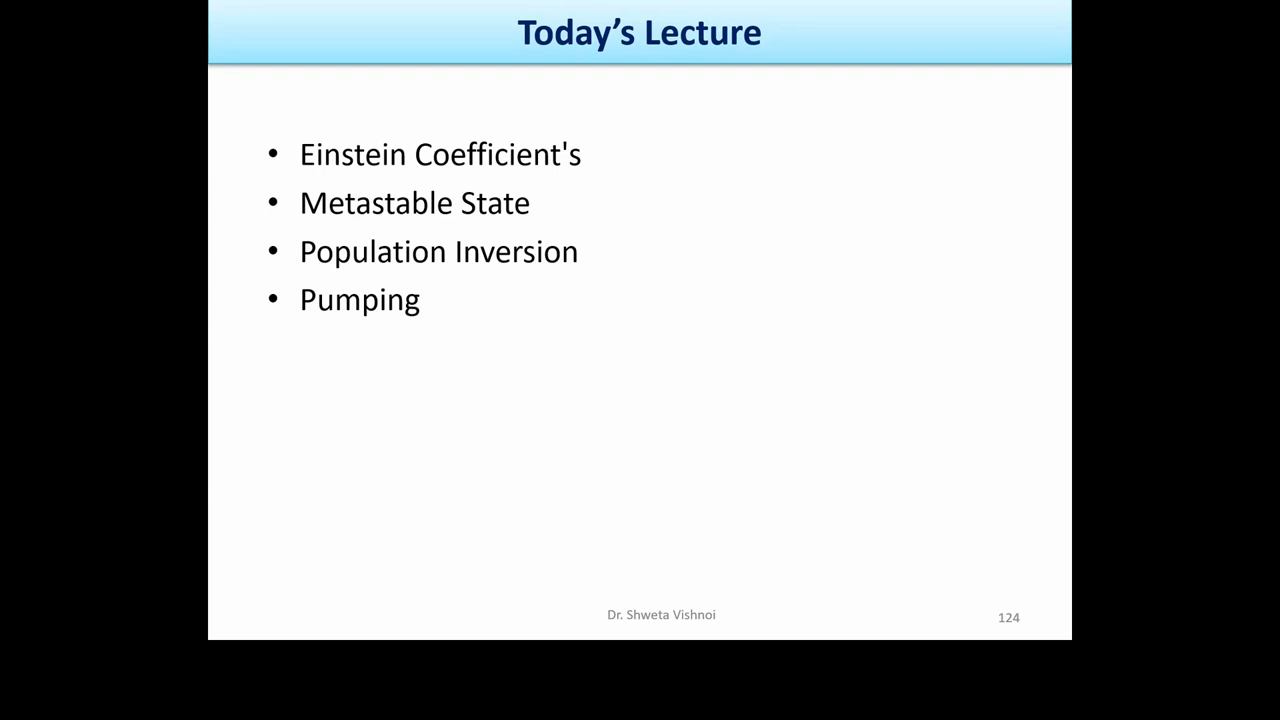 Today’s Lecture
• Einstein Coefficient's
• Metastable State
• Population Inversion
• Pumping
Dr. Shweta Vishnoi
124